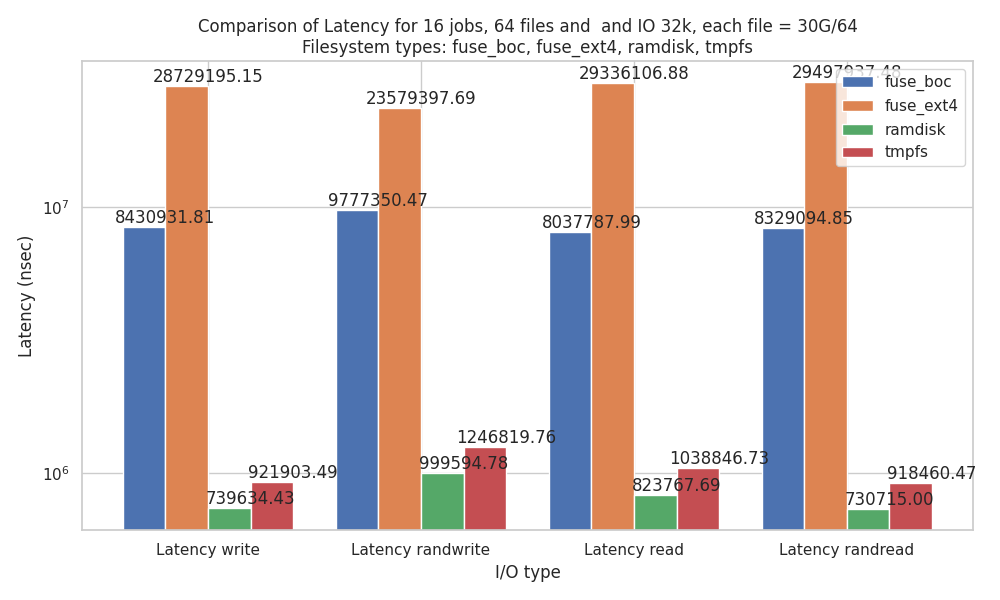 Comparison of Latency for 16 jobs, 64 files and  and IO 32k, each file = 30G/64
Filesystem types: fuse_boc, fuse_ext4, ramdisk, tmpfs
28729195.15
23579397.69
29336106.88
fuse_boc
fuse_ext4
ramdisk
tmpfs
8430931.81
9777350.47
8037787.99
8329094.85
10^7
Latency (nsec)
921903.49
739634.43
1246819.76
999594.78
1038846.73
823767.69
918460.47
730715.00
10^6
Latency write
Latency randwrite
Latency read
Latency randread
I/O type